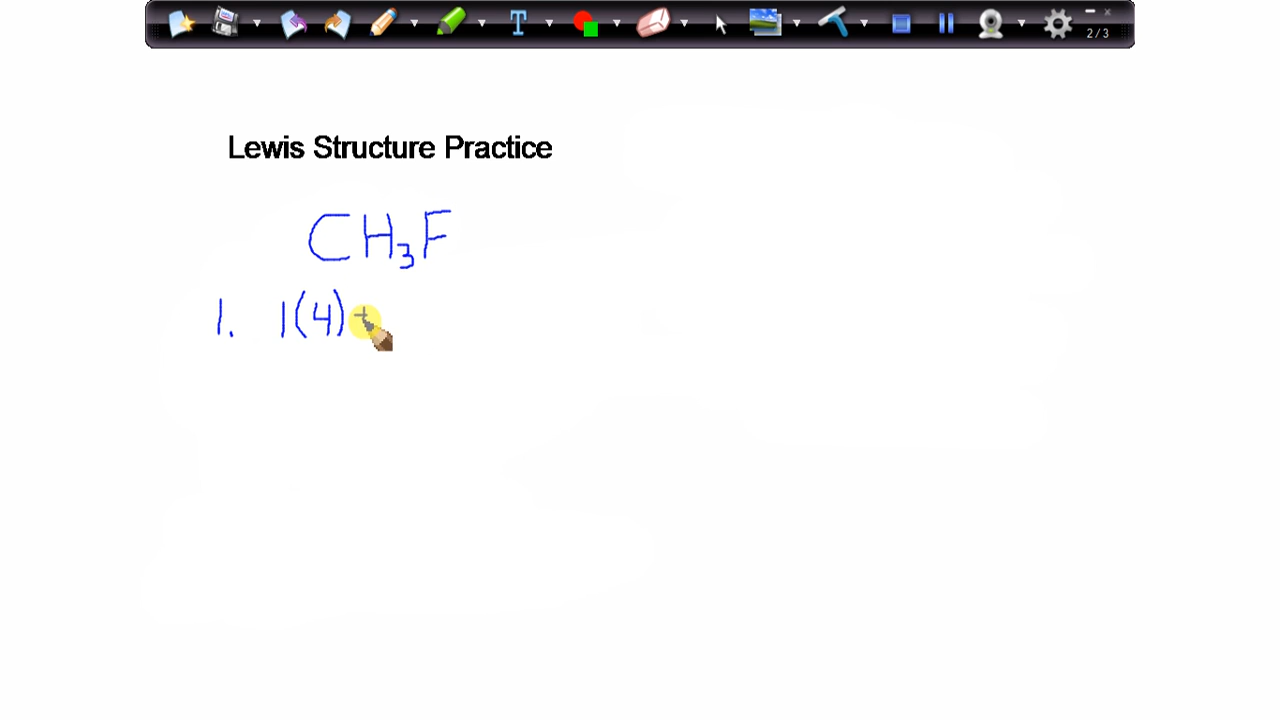 2/3
Lewis Structure Practice
CH₃F
1. 1(4) +